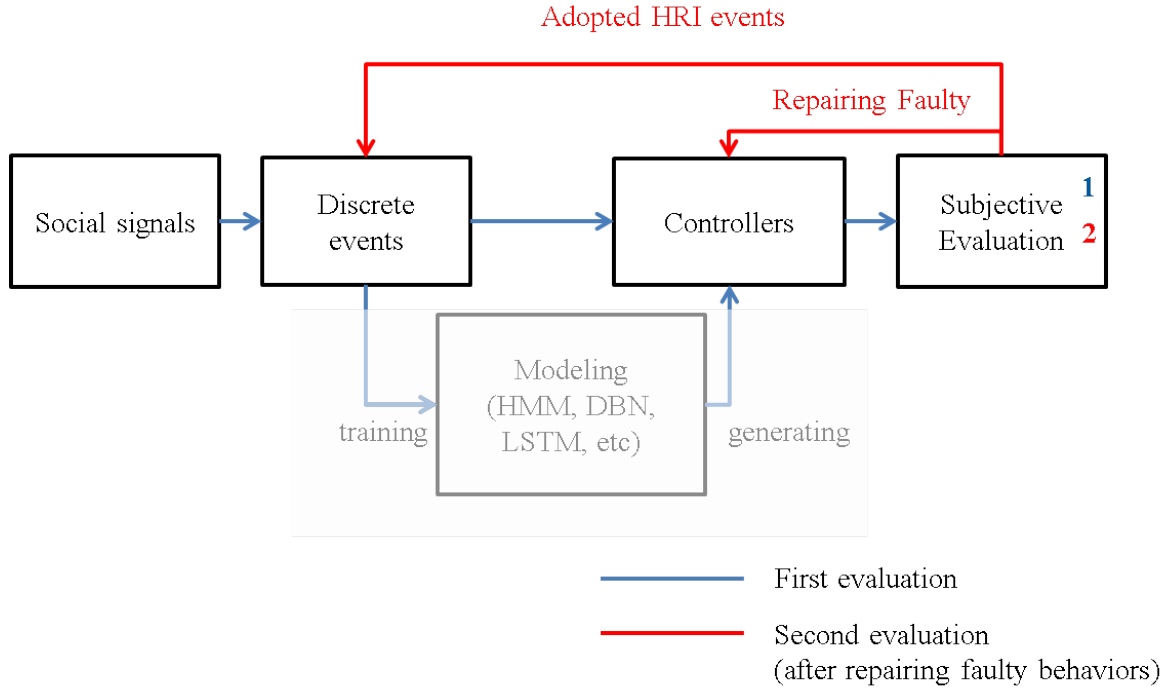 Adopted HRI events
Repairing Faulty
Social signals
Discrete
events
Controllers
Subjective
Evaluation
1
2
Modeling
(HMM, DBN,
LSTM, etc)
training
generating
First evaluation
Second evaluation
(after repairing faulty behaviors)